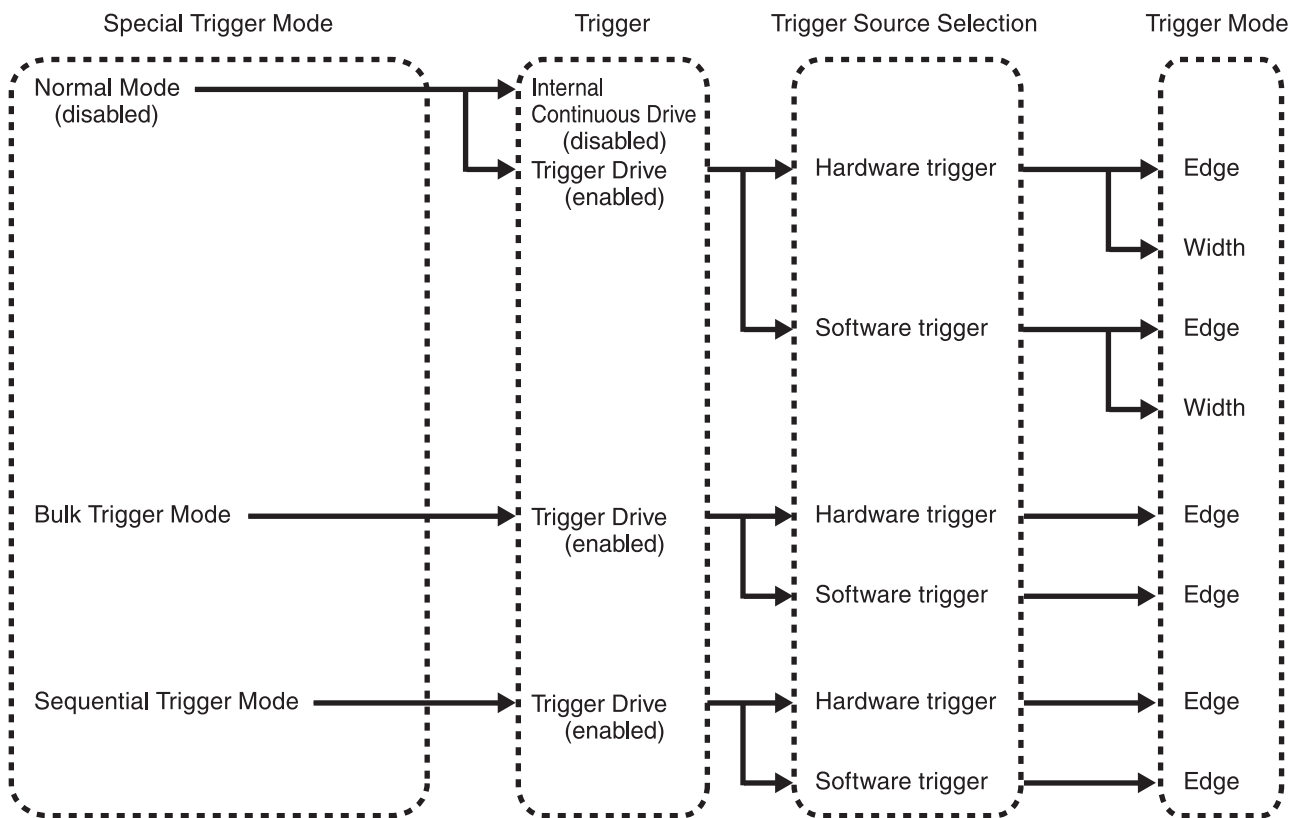 Special Trigger Mode
Trigger
Trigger Source Selection
Trigger Mode
Normal Mode
(disabled)
Internal
Continuous Drive
(disabled)
Trigger Drive
(enabled)
Hardware trigger
Edge
Width
Software trigger
Edge
Width
Bulk Trigger Mode
Trigger Drive
(enabled)
Hardware trigger
Edge
Software trigger
Edge
Sequential Trigger Mode
Trigger Drive
(enabled)
Hardware trigger
Edge
Software trigger
Edge